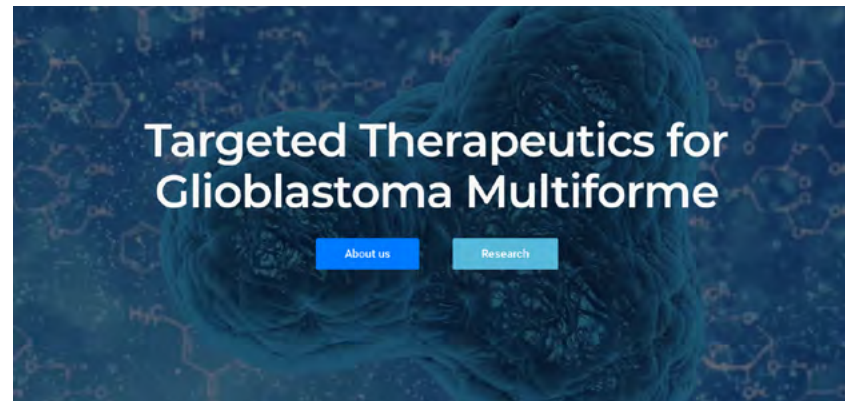 Targeted Therapeutics for
Glioblastoma Multiforme
About us
Research